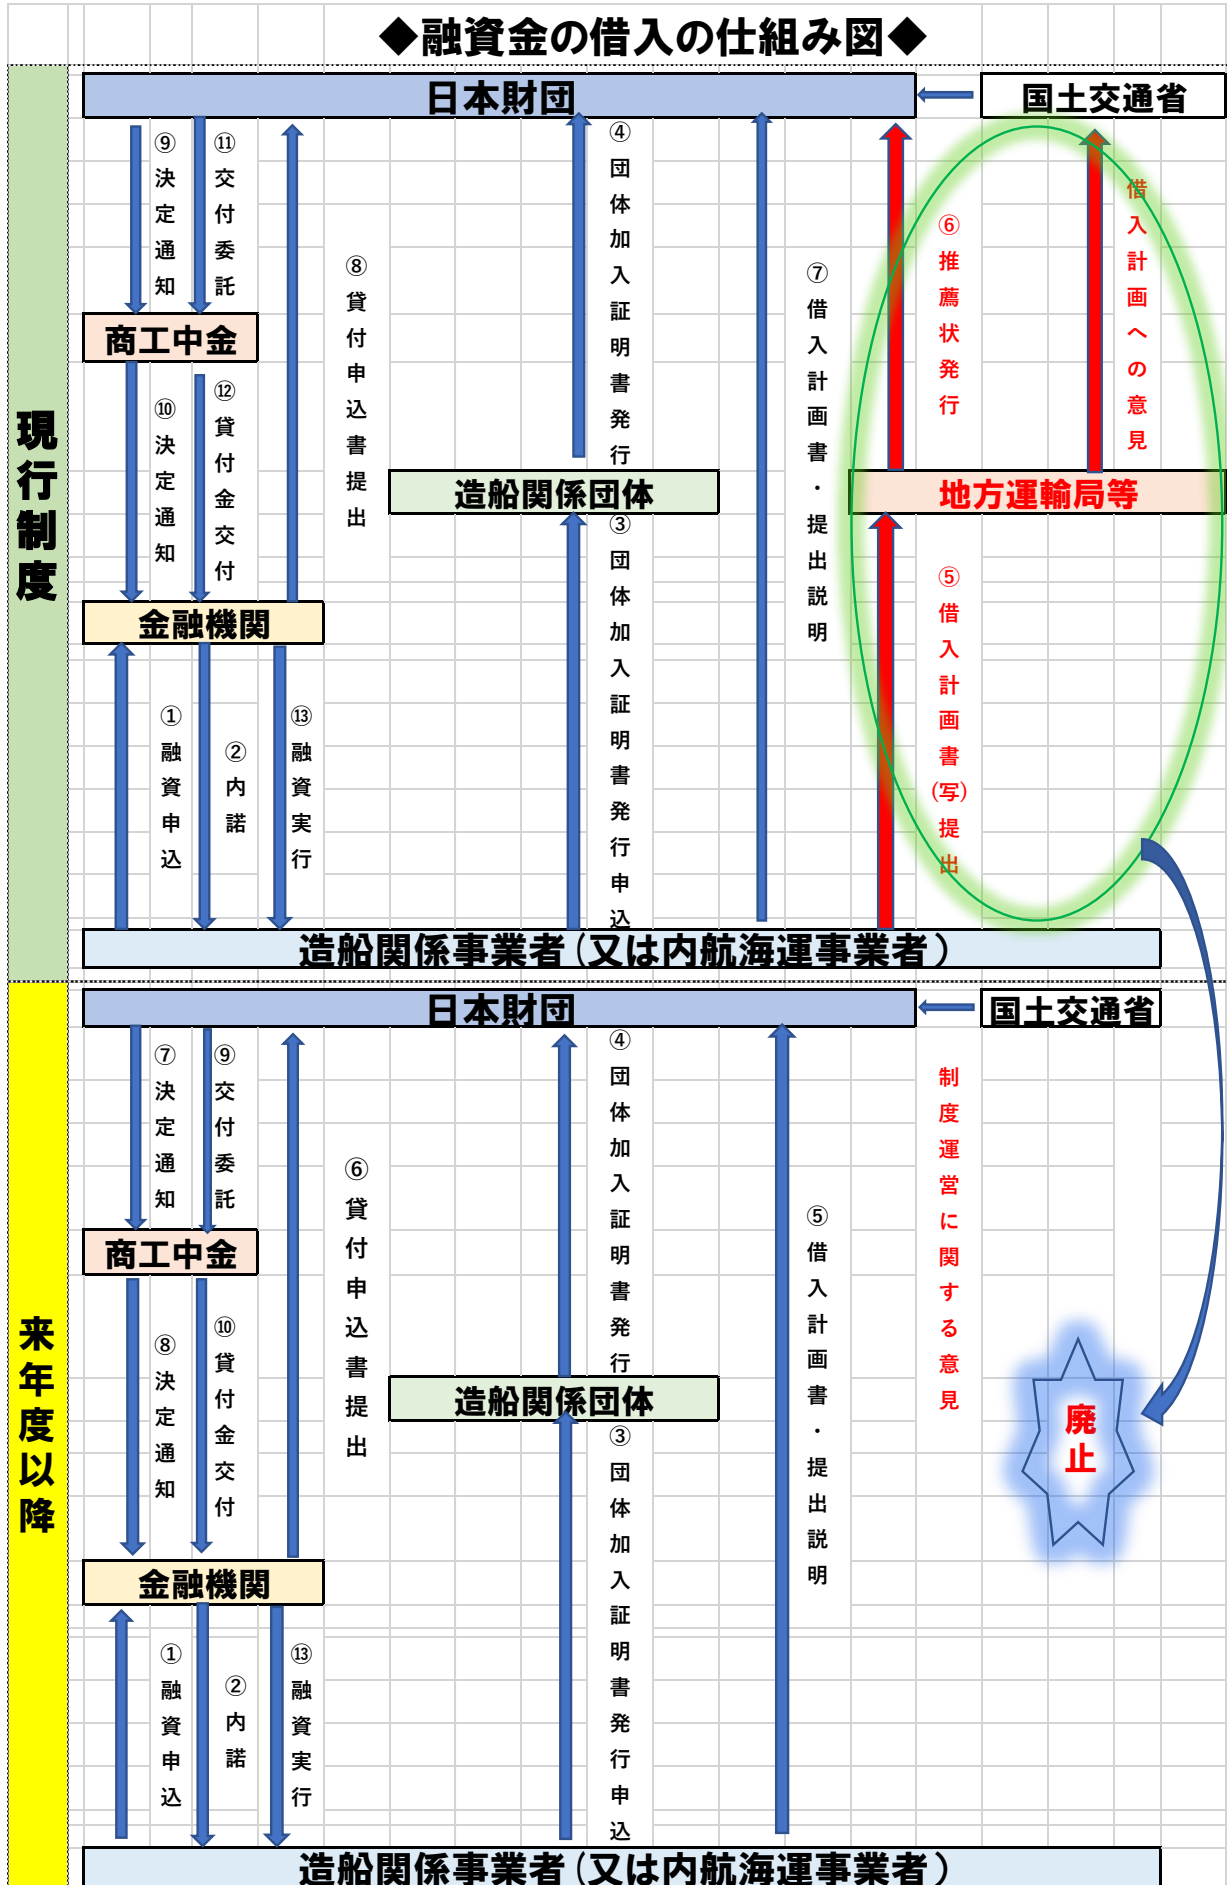 ◆融資金の借入の仕組み図◆
現行制度
日本財団
国土交通省
⑨決定通知
⑪交付委託
⑧貸付申込書提出
④団体加入証明書発行
⑦借入計画書・提出説明
⑥推薦状発行
借入計画への意見
商工中金
⑩決定通知
⑫貸付金交付
造船関係団体
地方運輸局等
③団体加入証明書発行申込
⑤借入計画書(写)提出
金融機関
①融資申込
②内諾
⑬融資実行
造船関係事業者(又は内航海運事業者)
来年度以降
日本財団
国土交通省
⑦決定通知
⑨交付委託
⑥貸付申込書提出
④団体加入証明書発行
⑤借入計画書・提出説明
制度運営に関する意見
商工中金
⑧決定通知
⑩貸付金交付
造船関係団体
廃止
③団体加入証明書発行申込
金融機関
①融資申込
②内諾
⑬融資実行
造船関係事業者(又は内航海運事業者)